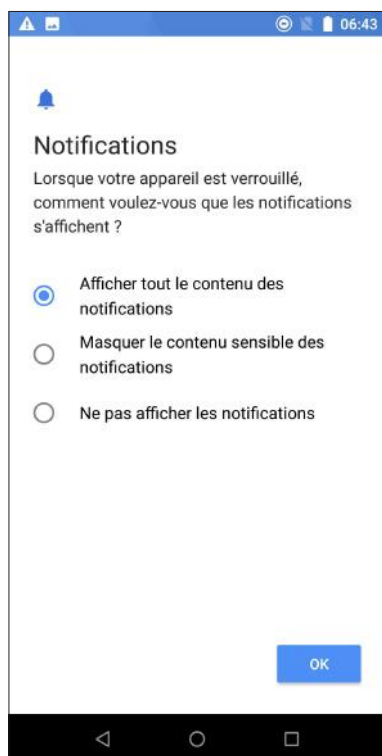 06:43
Notifications
Lorsque votre appareil est verrouillé,
comment voulez-vous que les notifications
s'affichent ?
Afficher tout le contenu des
notifications
Masquer le contenu sensible des
notifications
Ne pas afficher les notifications
OK